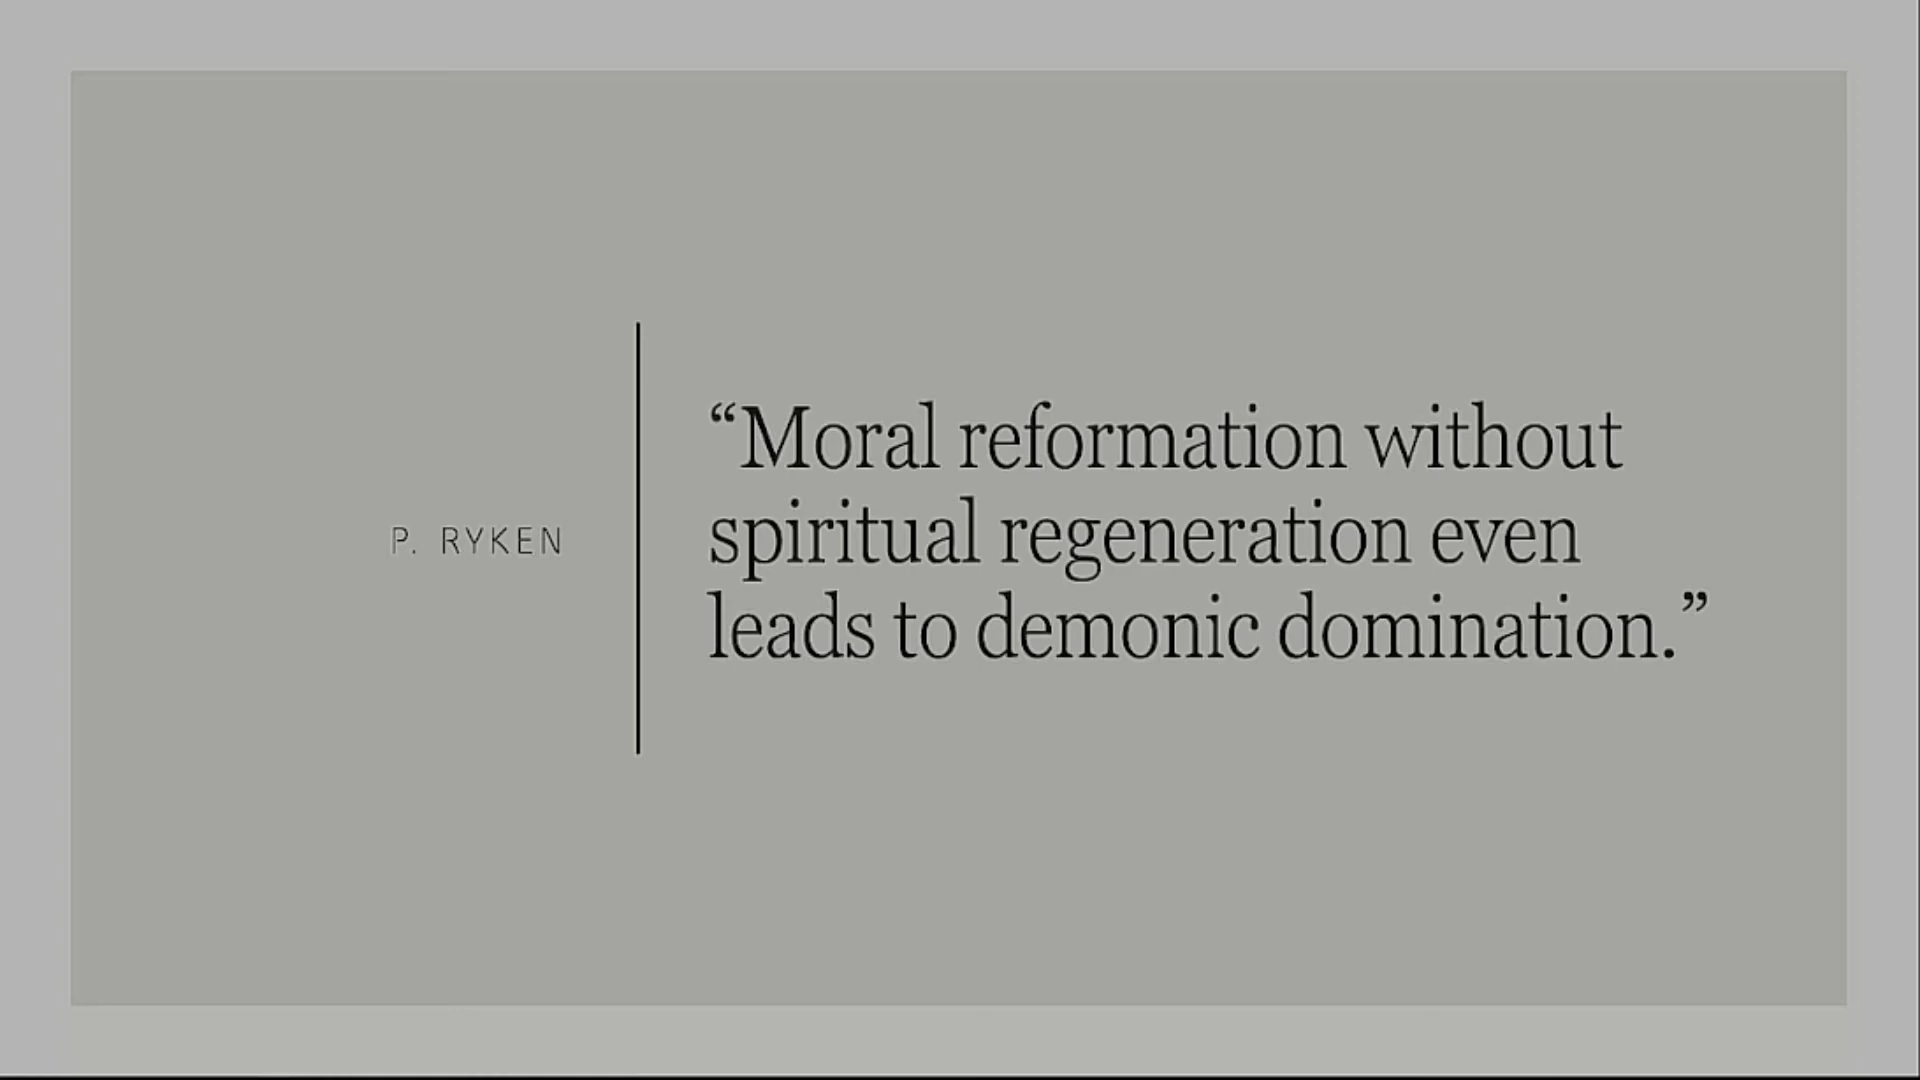 P. RYKEN
“Moral reformation without
spiritual regeneration even
leads to demonic domination.”